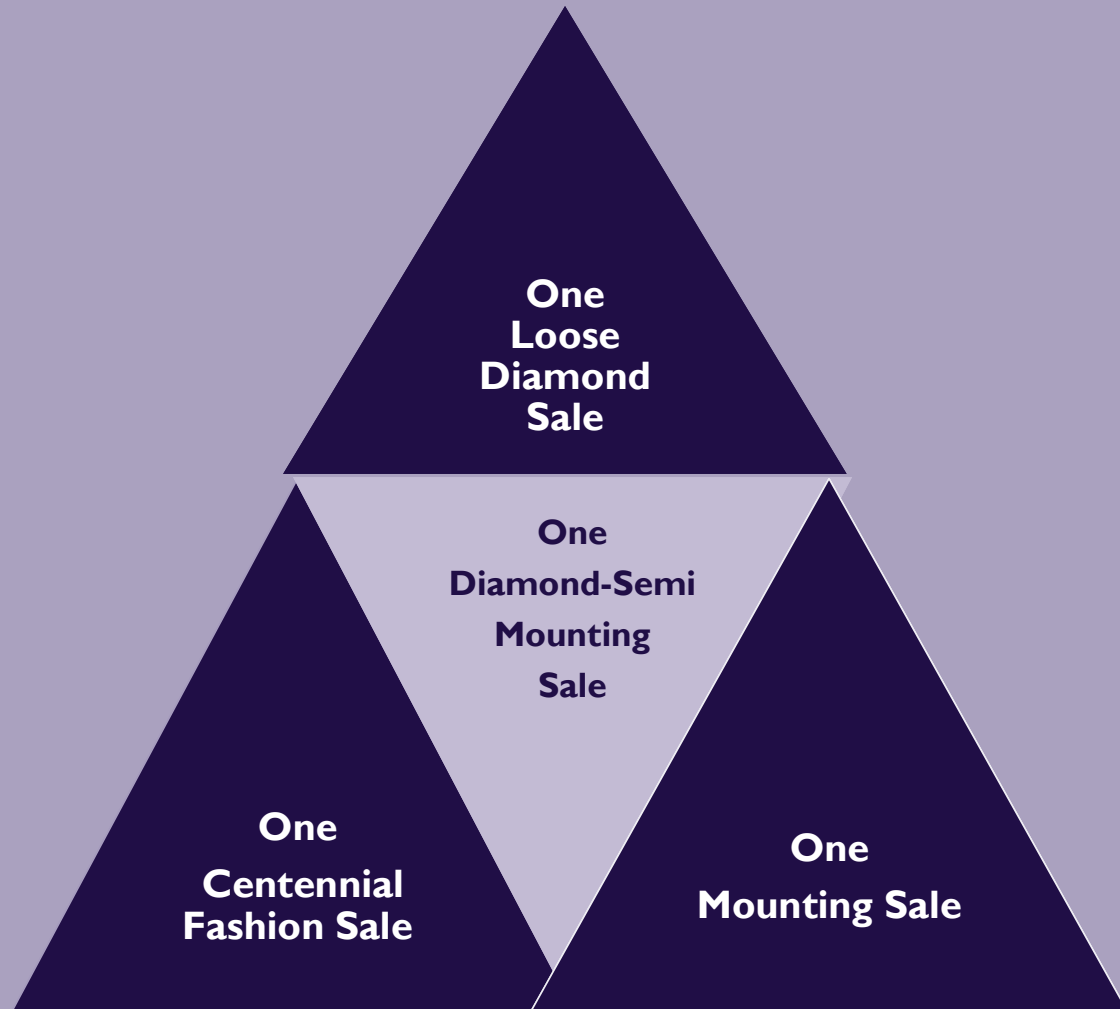 One
Loose
Diamond
Sale
One
Diamond-Semi
Mounting
Sale
One
Centennial
Fashion Sale
One
Mounting Sale